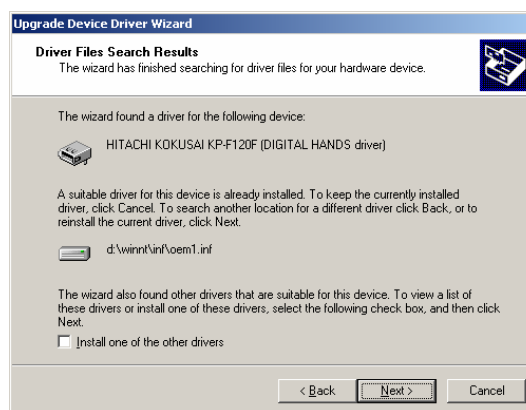 Upgrade Device Driver Wizard
Driver Files Search Results
The wizard has finished searching for driver files for your hardware device.
The wizard found a driver for the following device:
HITACHI KOKUSAI KP-F120F (DIGITAL HANDS driver)
A suitable driver for this device is already installed. To keep the currently installed
driver, click Cancel. To search another location for a different driver click Back, or to
reinstall the current driver, click Next.
d:\winnt\inf\oem1.inf
The wizard also found other drivers that are suitable for this device. To view a list of
these drivers or install one of these drivers, select the following check box, and then click
Next.
Install one of the other drivers
< Back Next > Cancel